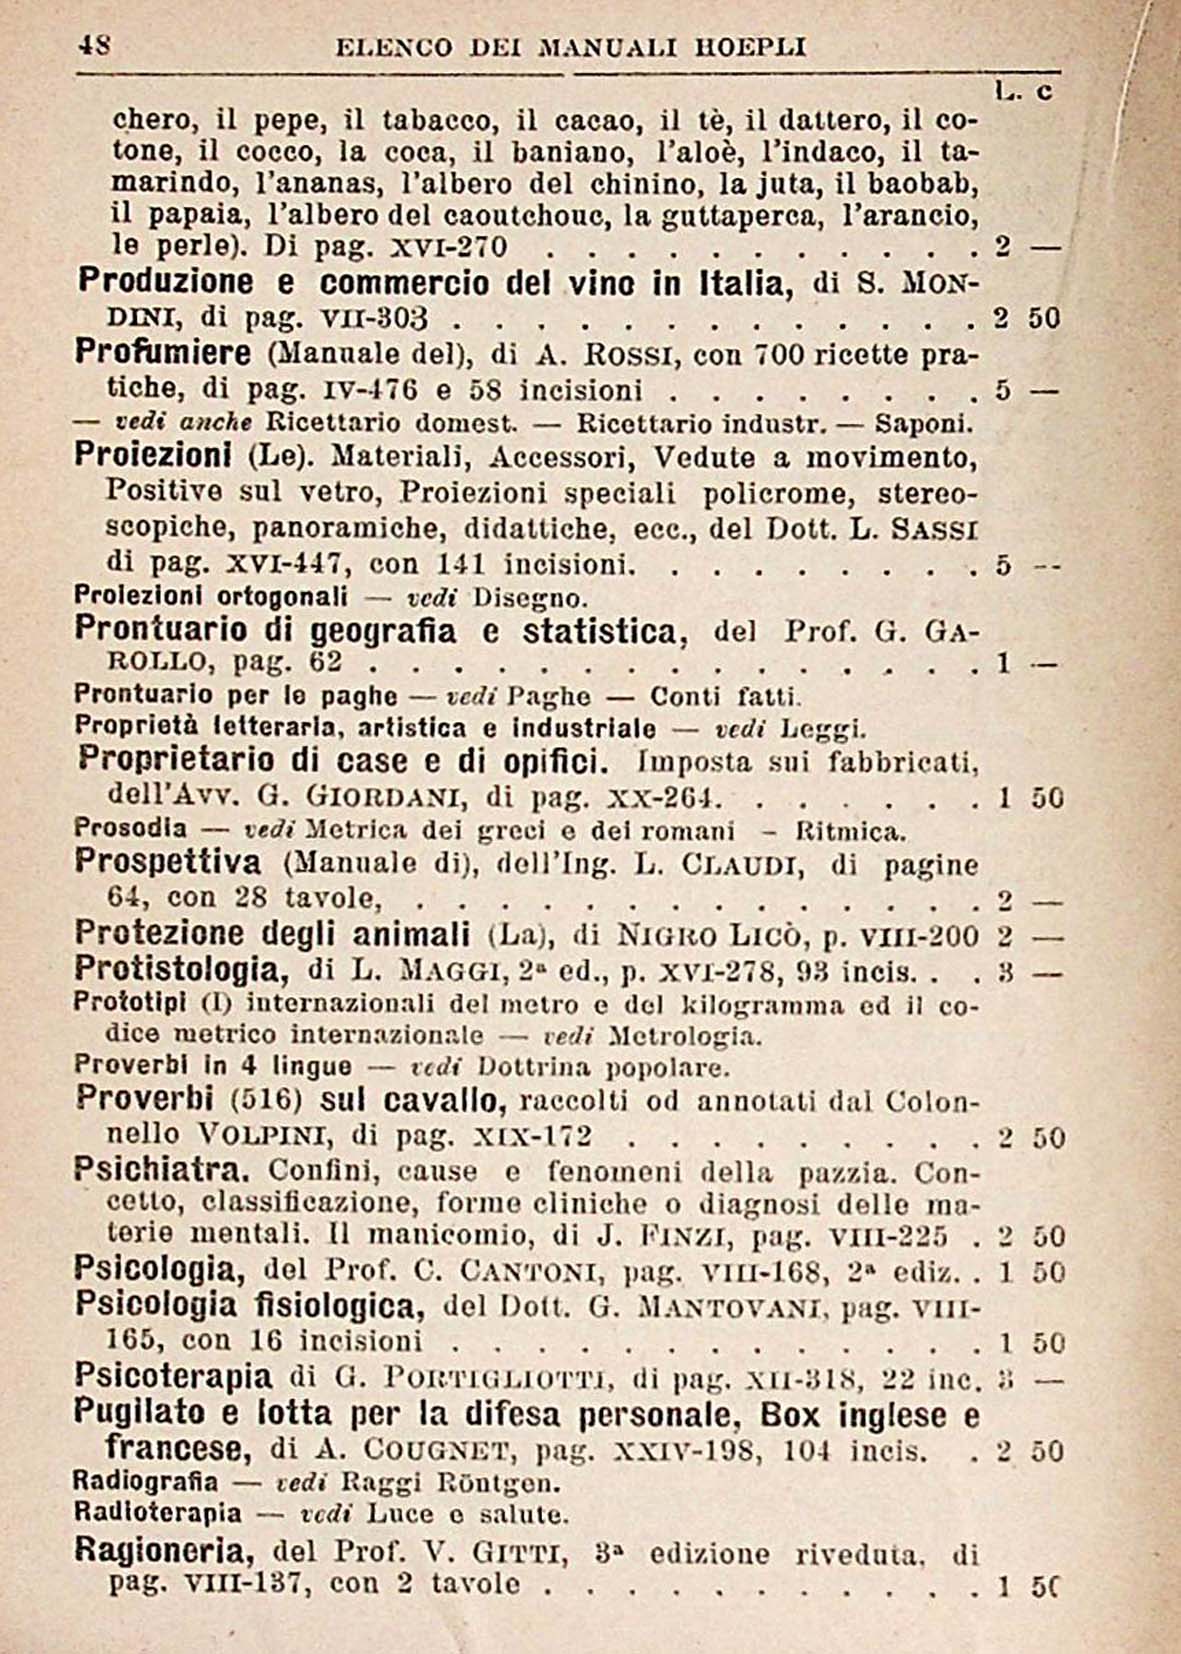 48 ELENCO DEI MANUALI HOEPLI
L. c
chero, il pepe, il tabacco, il cacao, il tè, il dattero, il co-
tone, il cocco, la coca, il baniano, l'aloè, l'indaco, il ta-
marindo, l'ananas, l'albero del chinino, la juta, il baobab,
il papaia, l'albero del caoutchouc, la guttaperca, l'arancio,
le perle). Di pag. XVI-270 . . . . . . . . . . . 2 —
Produzione e commercio del vino in Italia, di S. MON-
DINI, di pag. VII-303 . . . . . . . . . . . . . 2 50
Profumiere (Manuale del), di A. ROSSI, con 700 ricette pra-
tiche, di pag. IV-476 e 58 incisioni . . . . . . . . 5 —
— vedi anche Ricettario domest. — Ricettario industr. — Saponi.
Proiezioni (Le). Materiali, Accessori, Vedute a movimento,
Positive sul vetro, Proiezioni speciali policrome, stereo-
scopiche, panoramiche, didattiche, ecc., del Dott. L. SASSI
di pag. XVI-447, con 141 incisioni. . . . . . . . . 5 --
Proiezioni ortogonali — vedi Disegno.
Prontuario di geografia e statistica, del Prof. G. GA-
ROLLO, pag. 62 . . . . . . . . . . . . . . . 1 —
Prontuario per le paghe — vedi Paghe — Conti fatti.
Proprietà letteraria, artistica e industriale — vedi Leggi.
Proprietario di case e di opifici. Imposta sui fabbricati,
dell'Avv. G. GIORDANI, di pag. XX-264. . . . . . . 1 50
Prosodia — vedi Metrica dei greci e dei romani - Ritmica.
Prospettiva (Manuale di), dell'Ing. L. CLAUDI, di pagine
64, con 28 tavole, . . . . . . . . . . . . . . 2 —
Protezione degli animali (La), di NIGRO LICÒ, p. VIII-200 2 —
Protistologia, di L. MAGGI, 2ª ed., p. XVI-278, 93 incis. . . 3 —
Prototipi (I) internazionali del metro e del kilogramma ed il co-
dice metrico internazionale — vedi Metrologia.
Proverbi in 4 lingue — vedi Dottrina popolare.
Proverbi (516) sul cavallo, raccolti ed annotati dal Colon-
nello VOLPINI, di pag. XIX-172 . . . . . . . . . 2 50
Psichiatra. Confini, cause e fenomeni della pazzia. Con-
cetto, classificazione, forme cliniche o diagnosi delle ma-
terie mentali. Il manicomio, di J. FINZI, pag. VIII-225 . 2 50
Psicologia, del Prof. C. CANTONI, pag. VIII-168, 2ª ediz. . 1 50
Psicologia fisiologica, del Dott. G. MANTOVANI, pag. VIII-
165, con 16 incisioni . . . . . . . . . . . . . 1 50
Psicoterapia di G. PORTIGLIOTTI, di pag. XII-318, 22 inc. 3 —
Pugilato e lotta per la difesa personale, Box inglese e
francese, di A. COUGNET, pag. XXIV-198, 104 incis. . 2 50
Radiografia — vedi Raggi Röntgen.
Radioterapia — vedi Luce e salute.
Ragioneria, del Prof. V. GITTI, 3ª edizione riveduta, di
pag. VIII-137, con 2 tavole . . . . . . . . . . . 1 50